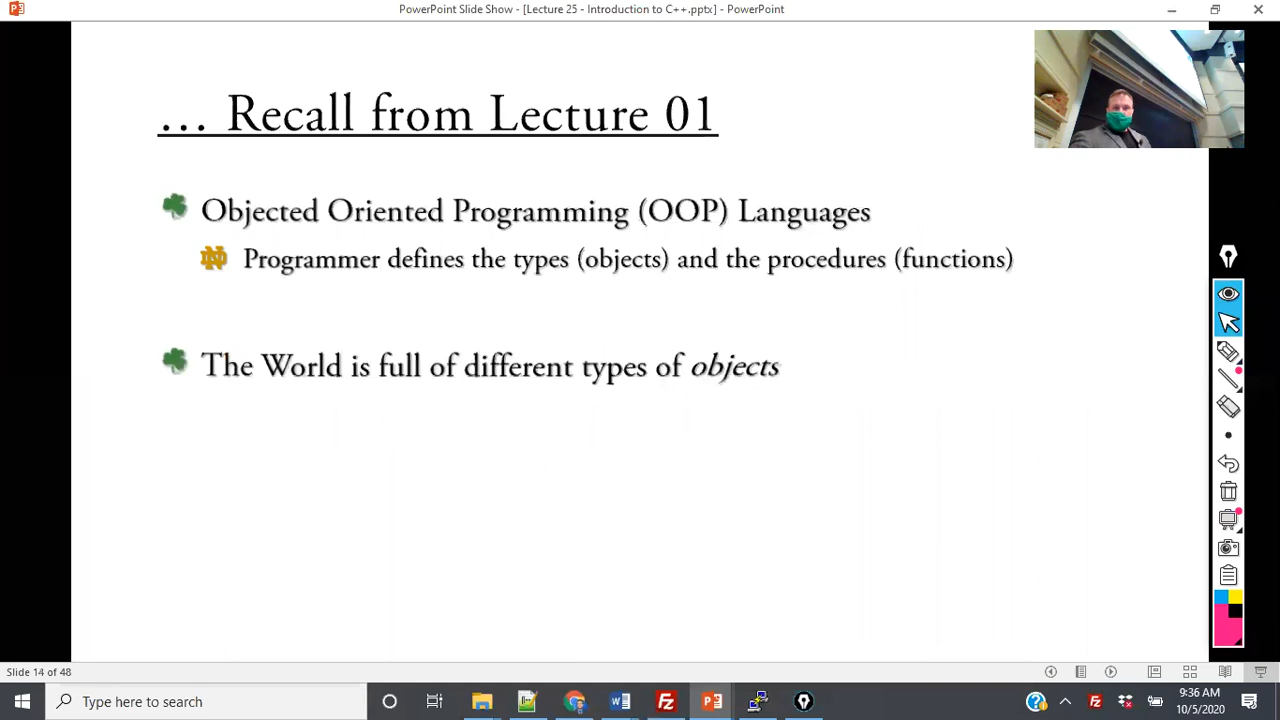 PowerPoint Slide Show - [Lecture 25 - Introduction to C++.pptx] - PowerPoint
... Recall from Lecture 01
Objected Oriented Programming (OOP) Languages
Programmer defines the types (objects) and the procedures (functions)
The World is full of different types of objects
Slide 14 of 48
Type here to search
9:36 AM
10/5/2020